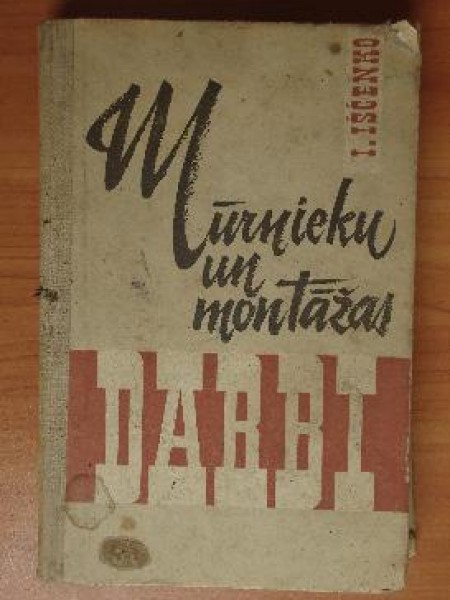 I. IŠČENKO
Mūrnieku
un
montāžas
DARBI